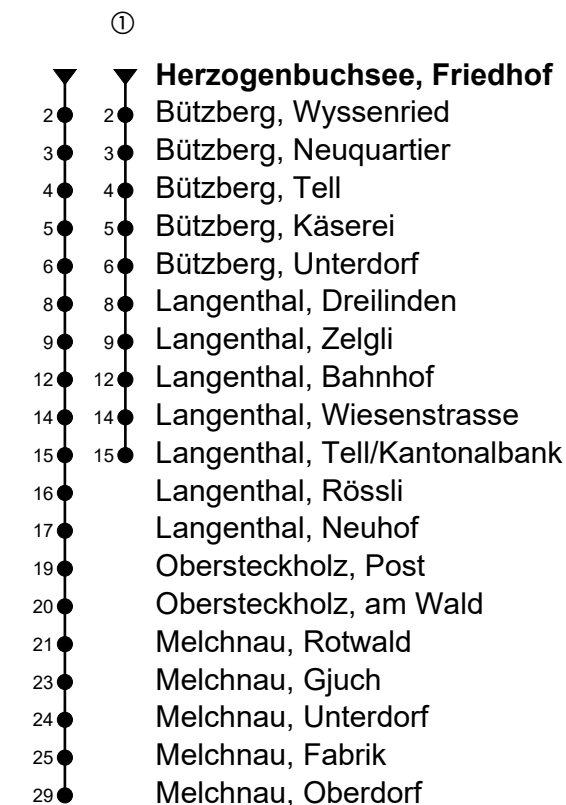 ①
Herzogenbuchsee, Friedhof
2 2 Bützberg, Wyssenried
3 3 Bützberg, Neuquartier
4 4 Bützberg, Tell
5 5 Bützberg, Käserei
6 6 Bützberg, Unterdorf
8 8 Langenthal, Dreilinden
9 9 Langenthal, Zelgli
12 12 Langenthal, Bahnhof
14 14 Langenthal, Wiesenstrasse
15 15 Langenthal, Tell/Kantonalbank
16 Langenthal, Rössli
17 Langenthal, Neuhof
19 Obersteckholz, Post
20 Obersteckholz, am Wald
21 Melchnau, Rotwald
23 Melchnau, Gjuch
24 Melchnau, Unterdorf
25 Melchnau, Fabrik
29 Melchnau, Oberdorf